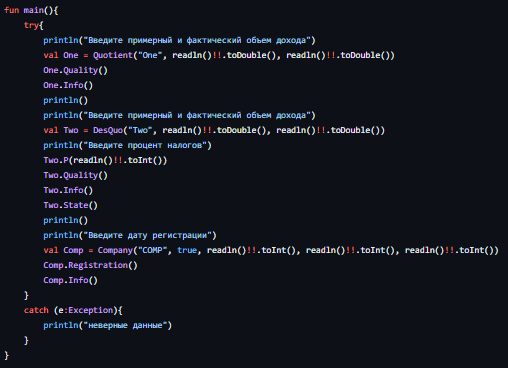 fun main(){
try{
println("Введите примерный и фактический объем дохода")
val One = Quotient("One", readln()!!.toDouble(), readln()!!.toDouble())
One.Quality()
One.Info()
println()
println("Введите примерный и фактический объем дохода")
val Two = DesQuo("Two", readln()!!.toDouble(), readln()!!.toDouble())
println("Введите процент налогов")
Two.P(readln()!!.toInt())
Two.Quality()
Two.Info()
Two.State()
println()
println("Введите дату регистрации")
val Comp = Company("COMP", true, readln()!!.toInt(), readln()!!.toInt(), readln()!!.toInt())
Comp.Registration()
Comp.Info()
}
catch (e:Exception){
println("неверные данные")
}
}